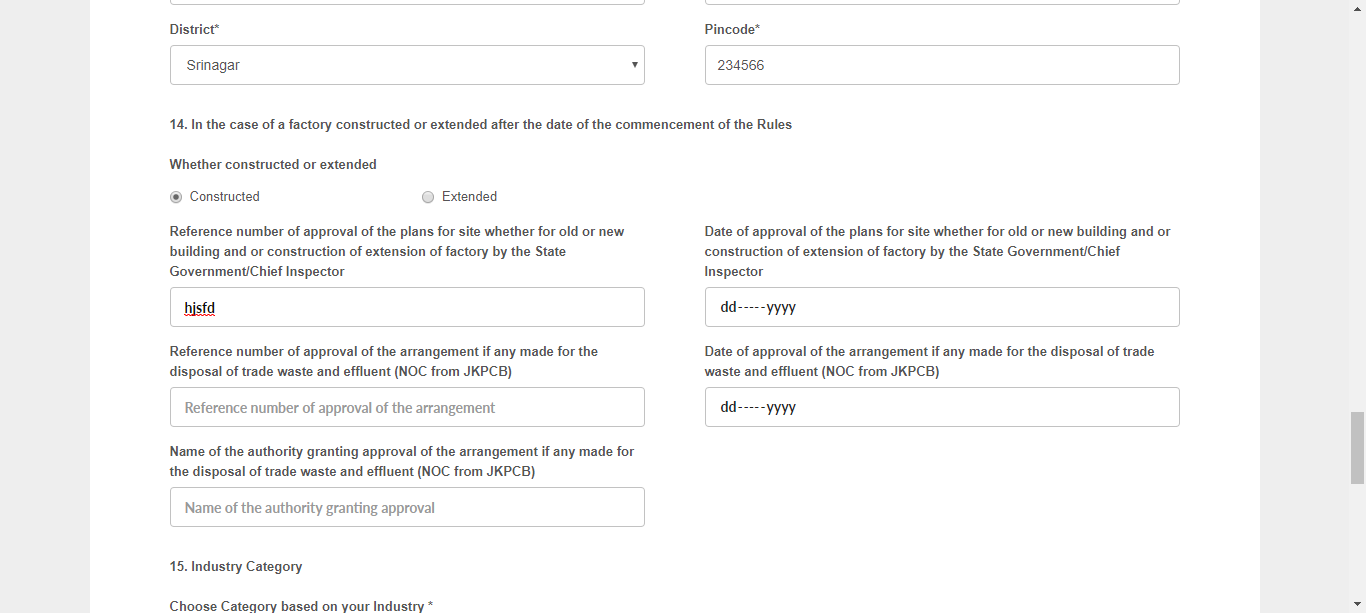 District*
Pincode*
Srinagar
234566
14. In the case of a factory constructed or extended after the date of the commencement of the Rules
Whether constructed or extended
Constructed
Extended
Reference number of approval of the plans for site whether for old or new
building and or construction of extension of factory by the State
Government/Chief Inspector
Date of approval of the plans for site whether for old or new building and or
construction of extension of factory by the State Government/Chief
Inspector
hjsfd
dd-----yyyy
Reference number of approval of the arrangement if any made for the
disposal of trade waste and effluent (NOC from JKPCB)
Date of approval of the arrangement if any made for the disposal of trade
waste and effluent (NOC from JKPCB)
Reference number of approval of the arrangement
dd-----yyyy
Name of the authority granting approval of the arrangement if any made for
the disposal of trade waste and effluent (NOC from JKPCB)
Name of the authority granting approval
15. Industry Category
Choose Category based on your Industry *